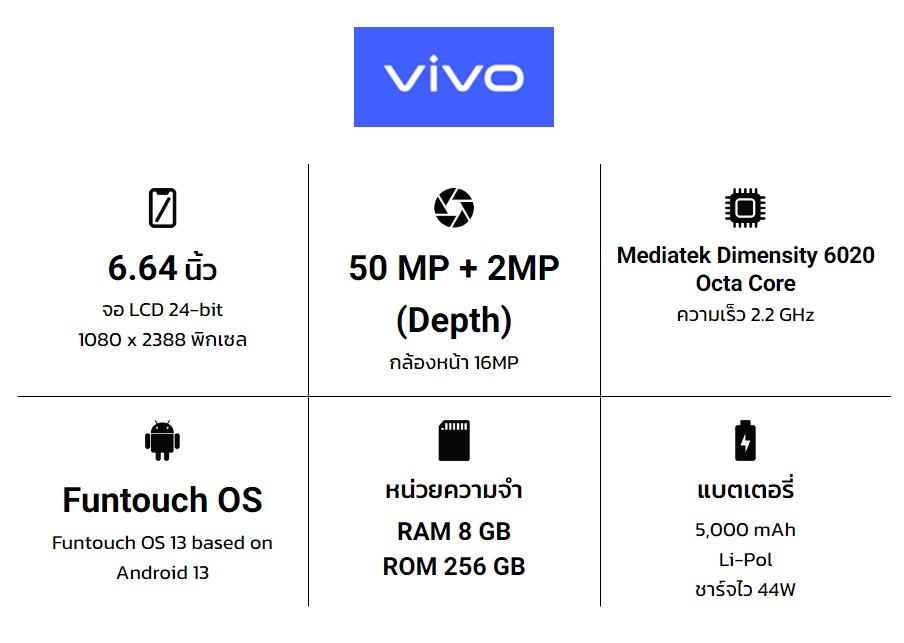 vivo
6.64 นิ้ว
จอ LCD 24-bit
1080 x 2388 พิกเซล
50 MP + 2MP
(Depth)
กล้องหน้า 16MP
Mediatek Dimensity 6020
Octa Core
ความเร็ว 2.2 GHz
Funtouch OS
Funtouch OS 13 based on
Android 13
หน่วยความจำ
RAM 8 GB
ROM 256 GB
แบตเตอรี่
5,000 mAh
Li-Pol
ชาร์จไว 44W